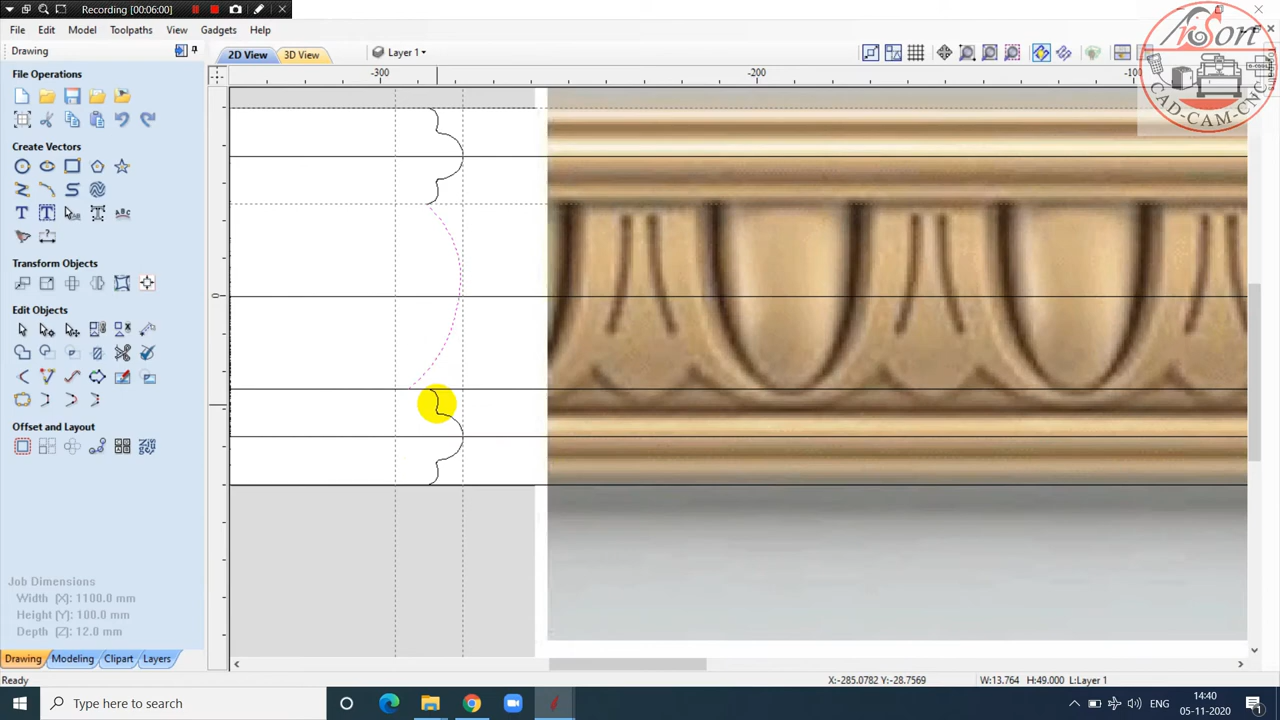 Recording [00:06:00]
File Edit Model Toolpaths View Gadgets Help
Drawing
2D View 3D View Layer 1
-300 -200 -100
File Operations
Create Vectors
0
Transform Objects
Edit Objects
Offset and Layout
Job Dimensions
Width (X): 1100.0 mm
Height (Y): 100.0 mm
Depth (Z): 12.0 mm
Drawing Modeling Clipart Layers
Ready X:-285.0782 Y:-28.7569 W:13.764 H:49.000 L:Layer 1
Type here to search
ENG
14:40
05-11-2020
CAD-CAM-CNC